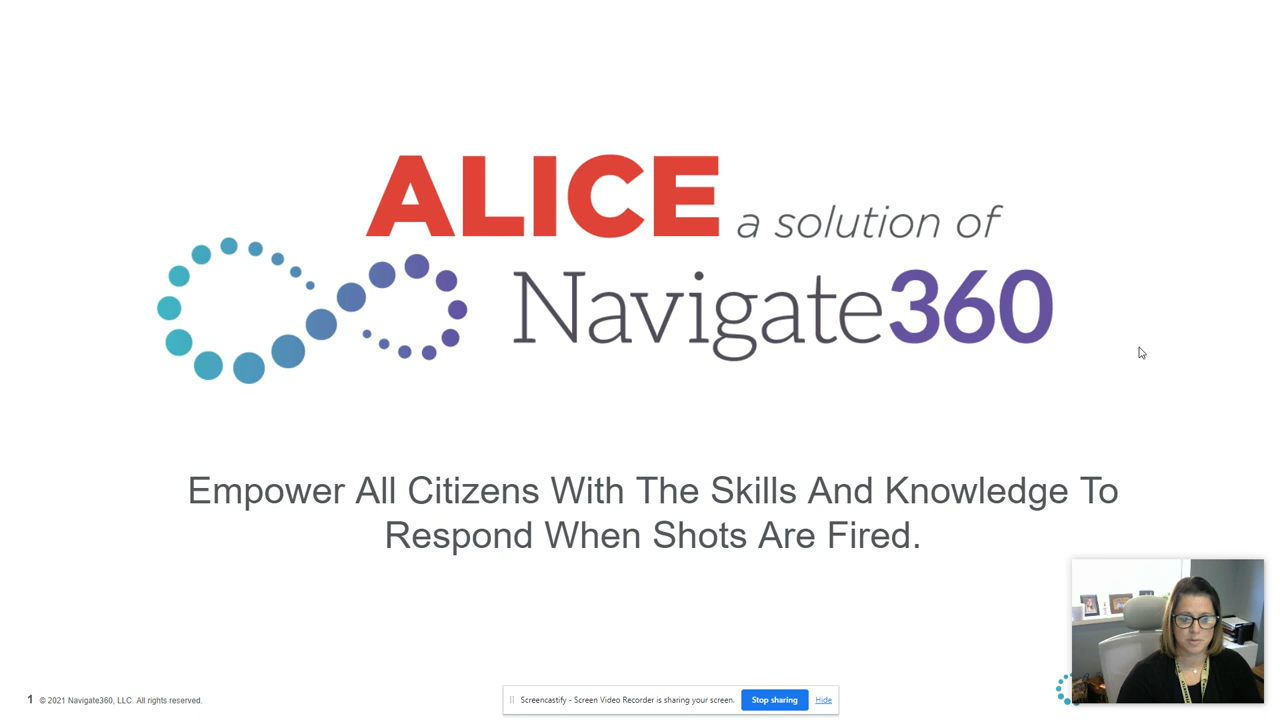 ALICE a solution of
Navigate360
Empower All Citizens With The Skills And Knowledge To
Respond When Shots Are Fired.
1 © 2021 Navigate360, LLC. All rights reserved.
Screencastify - Screen Video Recorder is sharing your screen. Stop sharing Hide